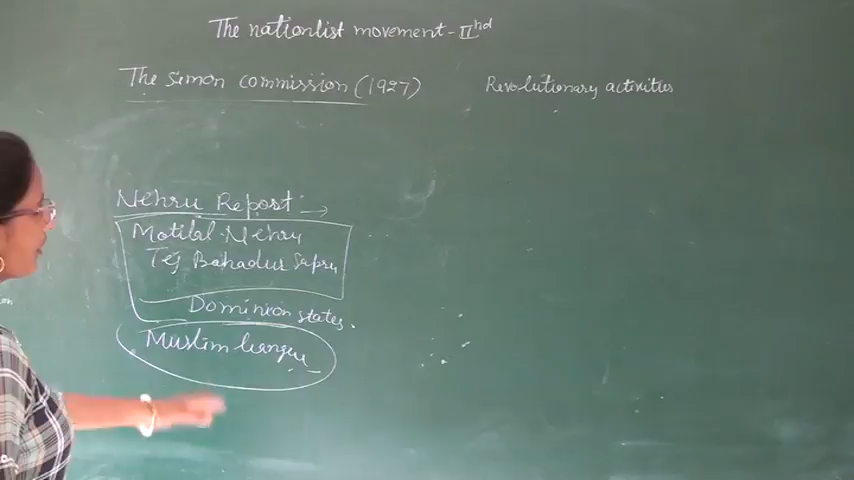 The nationlist movement - IInd
The Simon commission (1927)
Revolutionary activities
Nehru Report →
Motilal Nehru
Tej Bahadur Sapru
Dominion states.
Muslim
on